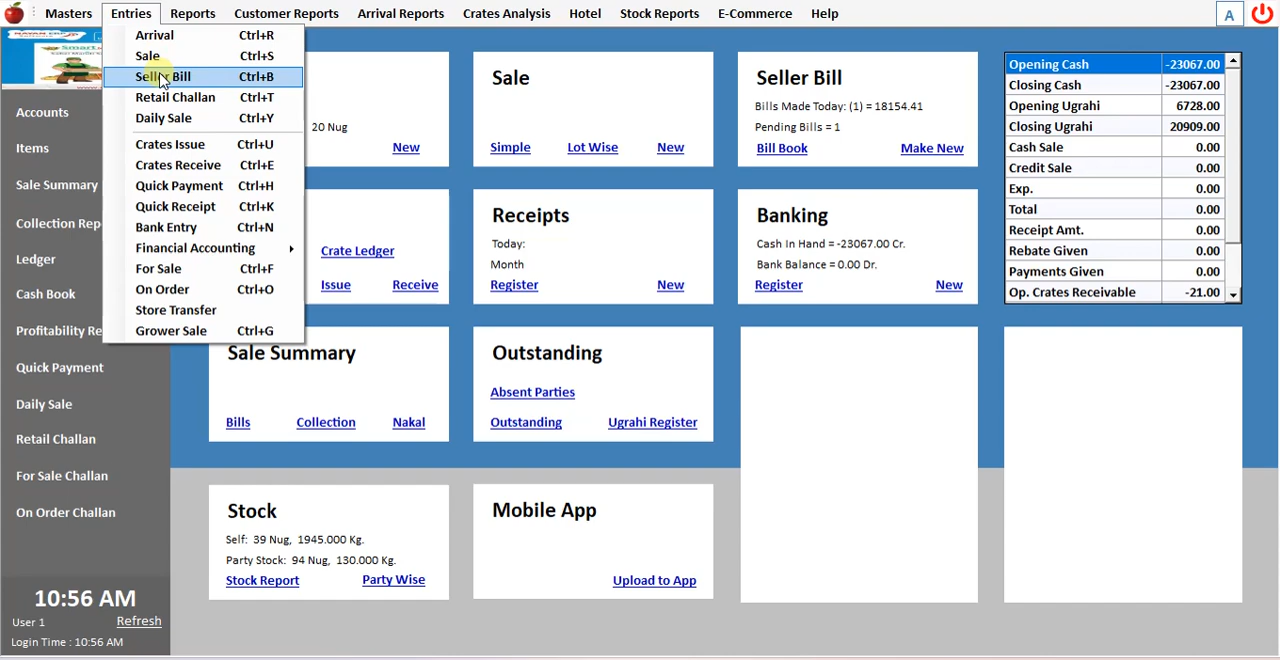 Masters Entries Reports Customer Reports Arrival Reports Crates Analysis Hotel Stock Reports E-Commerce Help A
Smart
Arrival Ctrl+R
Sale Ctrl+S
Seller Bill Ctrl+B
Retail Challan Ctrl+T
Daily Sale Ctrl+Y
Crates Issue Ctrl+U
Crates Receive Ctrl+E
Quick Payment Ctrl+H
Quick Receipt Ctrl+K
Bank Entry Ctrl+N
Financial Accounting
For Sale Ctrl+F
On Order Ctrl+O
Store Transfer
Grower Sale Ctrl+G
Accounts
Items
Sale Summary
Collection Rep
Ledger
Cash Book
Profitability Re
Quick Payment
Daily Sale
Retail Challan
For Sale Challan
On Order Challan
10:56 AM
User 1 Refresh
Login Time : 10:56 AM
20 Nug
New
Sale
Simple Lot Wise New
Seller Bill
Bills Made Today: (1) = 18154.41
Pending Bills = 1
Bill Book Make New
Crate Ledger
Issue Receive
Receipts
Today:
Month
Register New
Banking
Cash In Hand = -23067.00 Cr.
Bank Balance = 0.00 Dr.
Register New
Sale Summary
Bills Collection Nakal
Outstanding
Absent Parties
Outstanding Ugrahi Register
Stock
Self: 39 Nug, 1945.000 Kg.
Party Stock: 94 Nug, 130.000 Kg.
Stock Report Party Wise
Mobile App
Upload to App
Opening Cash -23067.00
Closing Cash -23067.00
Opening Ugrahi 6728.00
Closing Ugrahi 20909.00
Cash Sale 0.00
Credit Sale 0.00
Exp. 0.00
Total 0.00
Receipt Amt. 0.00
Rebate Given 0.00
Payments Given 0.00
Op. Crates Receivable -21.00